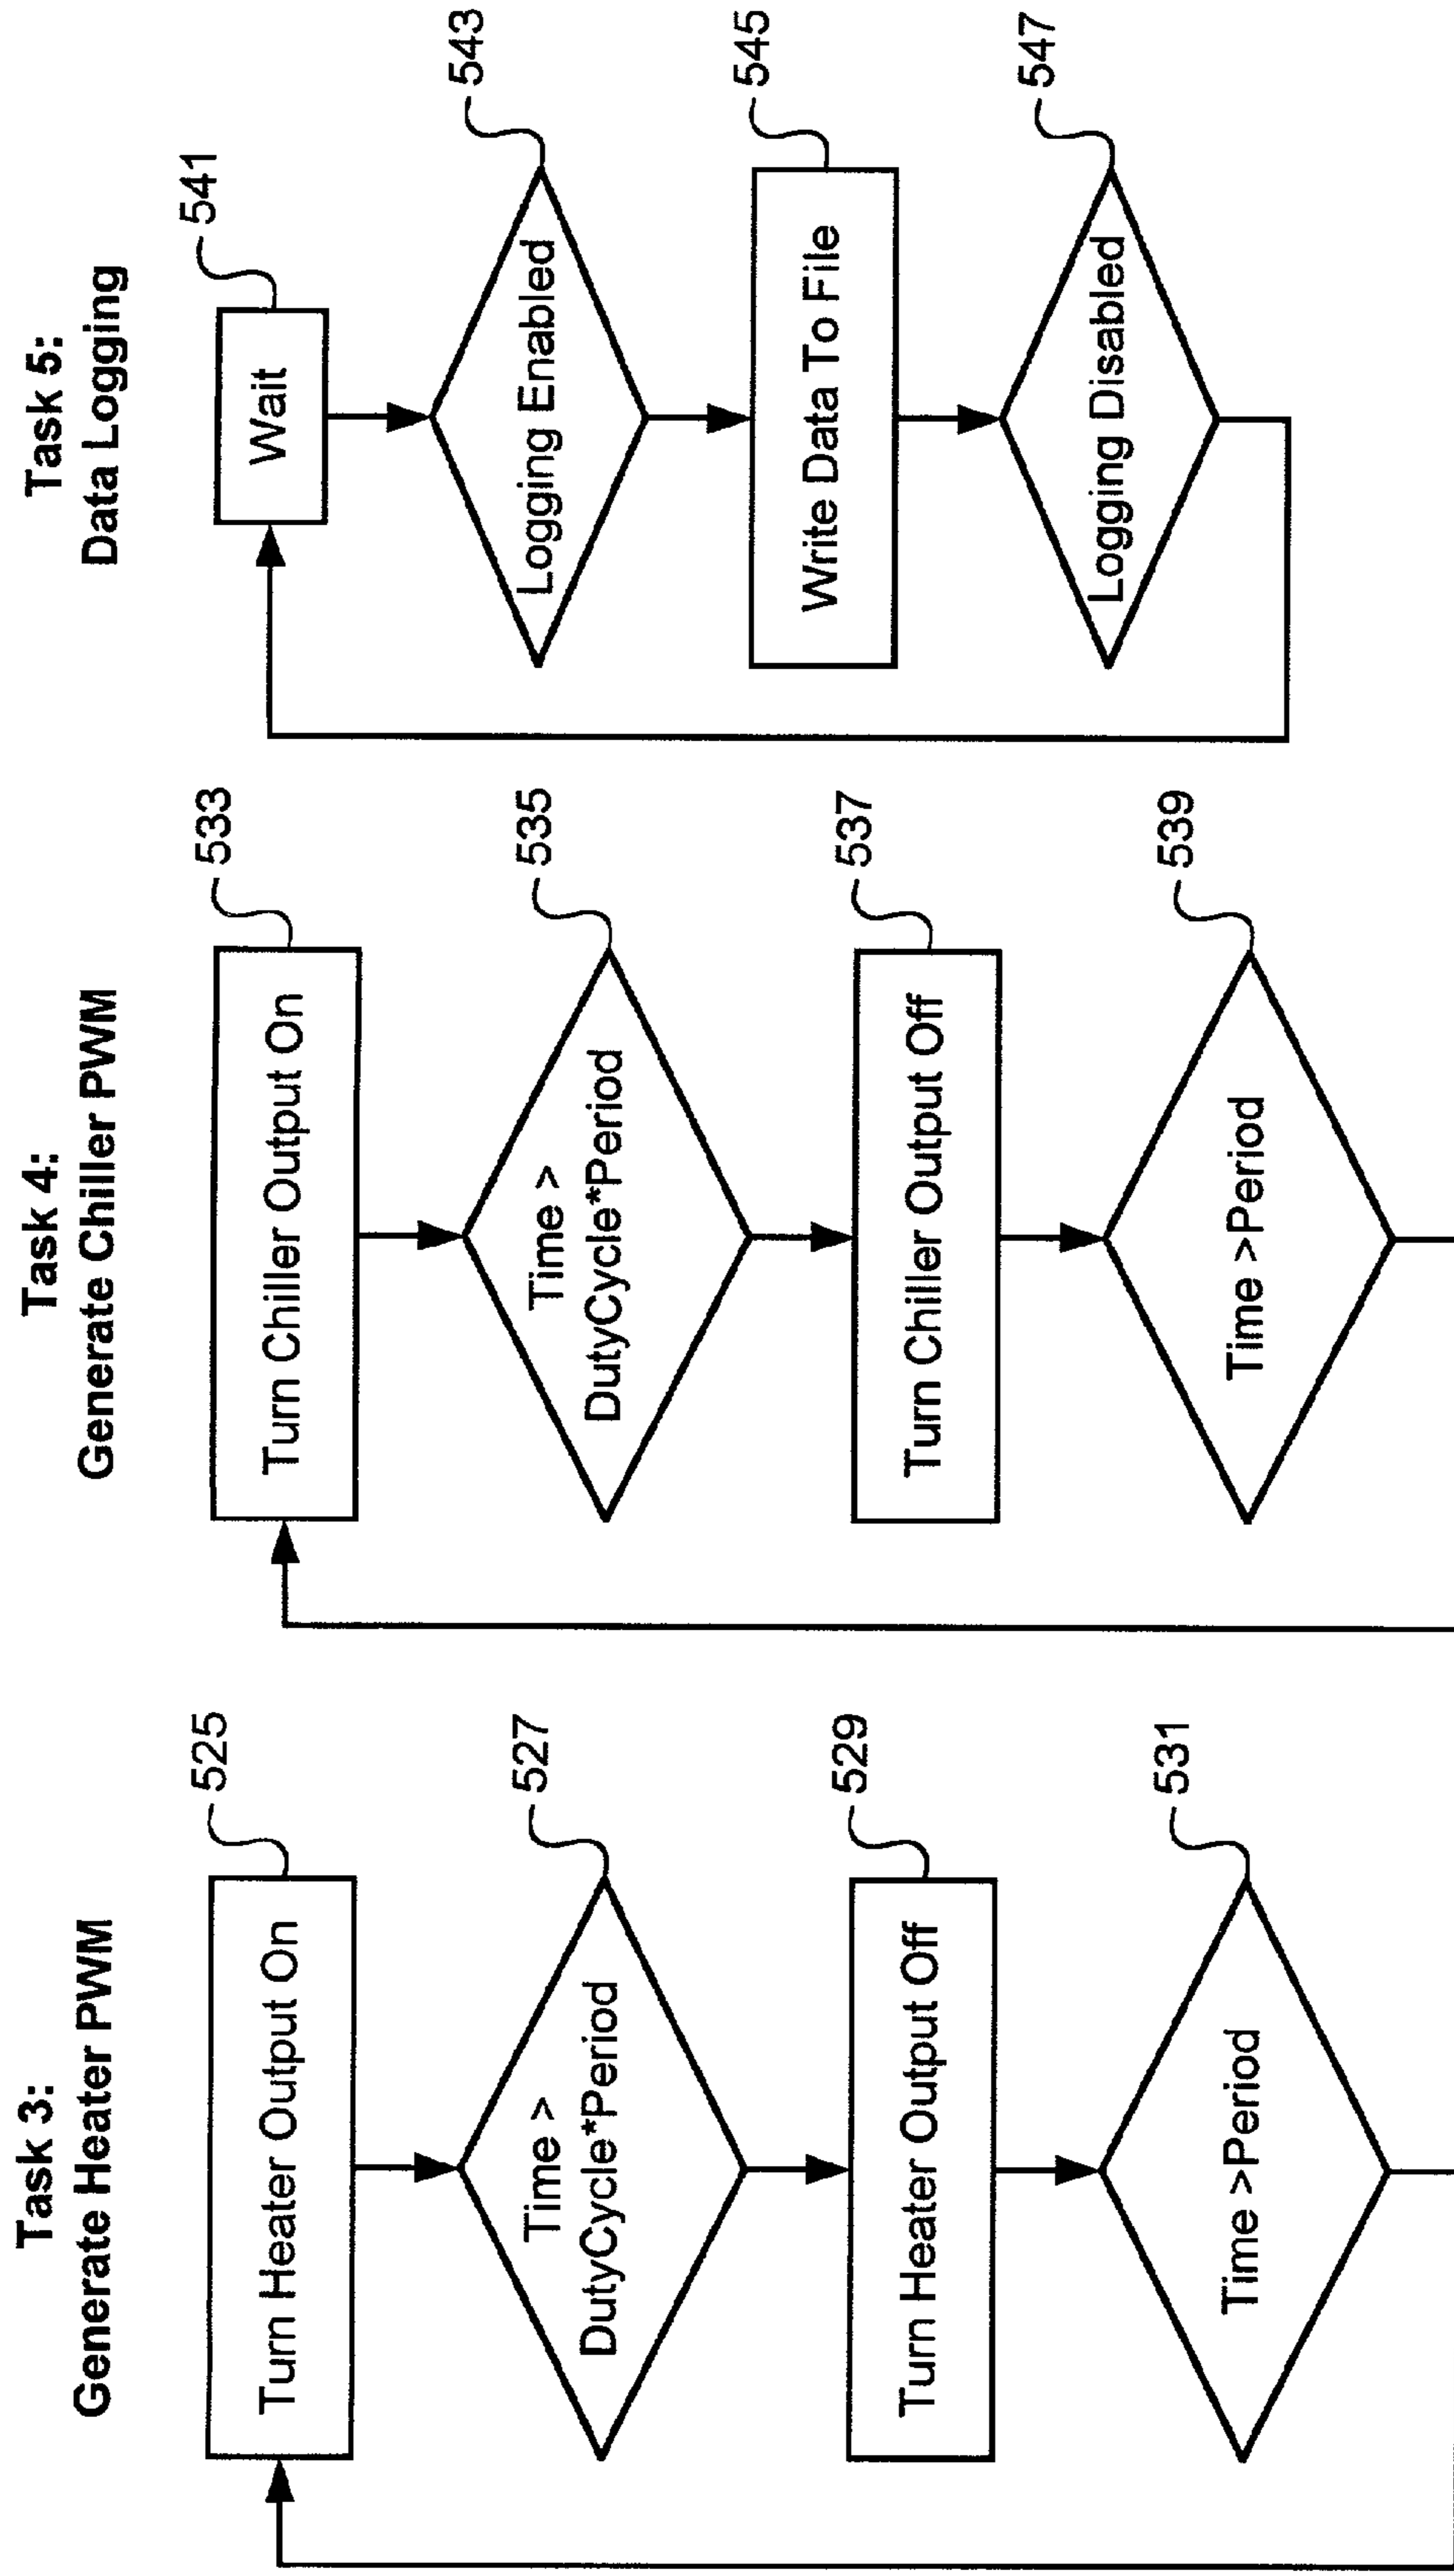 Task 3:
Generate Heater PWM
Turn Heater Output On
525
Time >
DutyCycle*Period
527
Turn Heater Output Off
529
Time >Period
531
Task 4:
Generate Chiller PWM
Turn Chiller Output On
533
Time >
DutyCycle*Period
535
Turn Chiller Output Off
537
Time >Period
539
Task 5:
Data Logging
Wait
541
Logging Enabled
543
Write Data To File
545
Logging Disabled
547